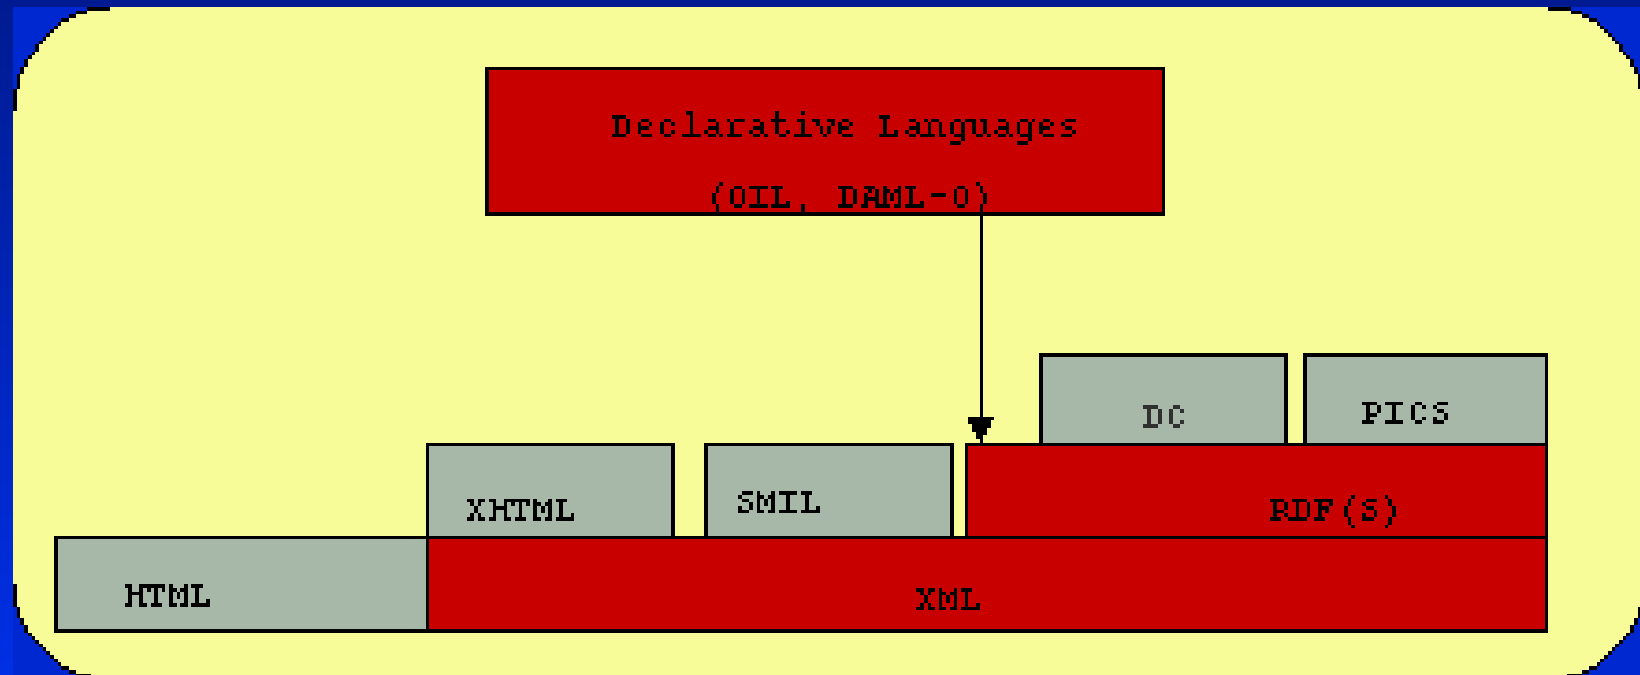 Declarative Languages
(OIL, DAML-O)
DC
PICS
XHTML
SMIL
RDF(S)
HTML
XML